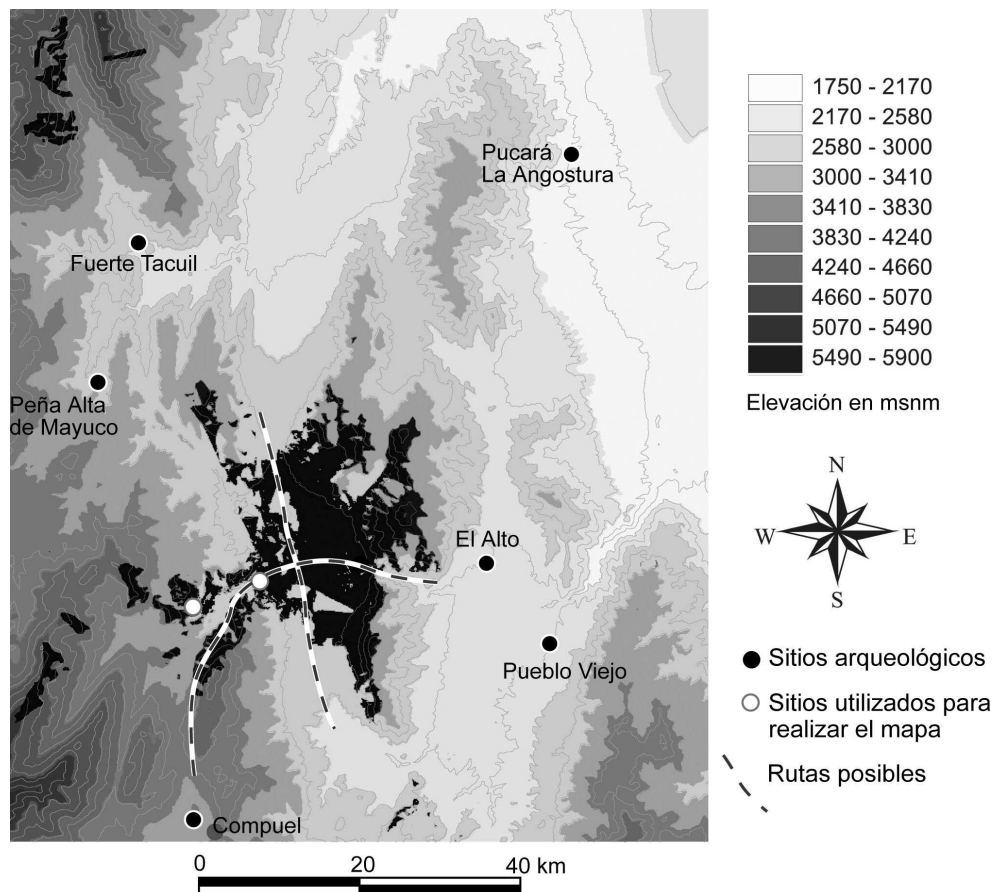 Pucará
La Angostura
Fuerte Tacuil
Peña Alta
de Mayuco
El Alto
Pueblo Viejo
Compuel
0 20 40 km
1750 - 2170
2170 - 2580
2580 - 3000
3000 - 3410
3410 - 3830
3830 - 4240
4240 - 4660
4660 - 5070
5070 - 5490
5490 - 5900
Elevación en msnm
N
W E
S
Sitios arqueológicos
Sitios utilizados para
realizar el mapa
Rutas posibles